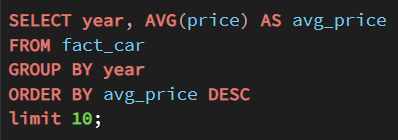 SELECT year, AVG(price) AS avg_price
FROM fact_car
GROUP BY year
ORDER BY avg_price DESC
limit 10;